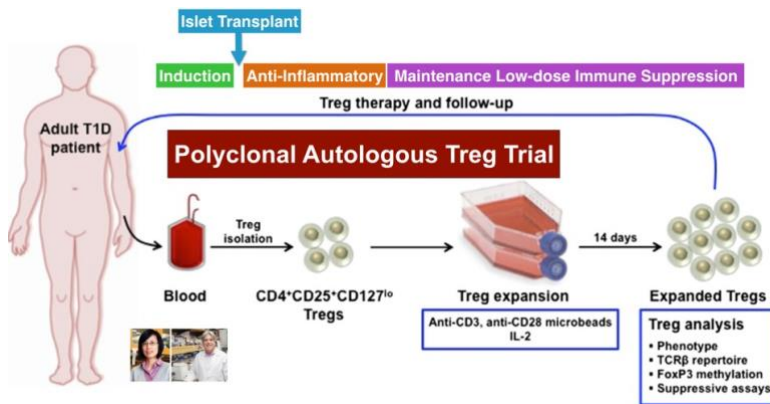 Islet Transplant
Induction
Anti-Inflammatory
Maintenance Low-dose Immune Suppression
Treg therapy and follow-up
Adult T1D
patient
Polyclonal Autologous Treg Trial
Treg
isolation
14 days
Blood
CD4⁺CD25⁺CD127ˡᵒ
Tregs
Treg expansion
Expanded Tregs
Anti-CD3, anti-CD28 microbeads
IL-2
Treg analysis
• Phenotype
• TCRβ repertoire
• FoxP3 methylation
• Suppressive assays